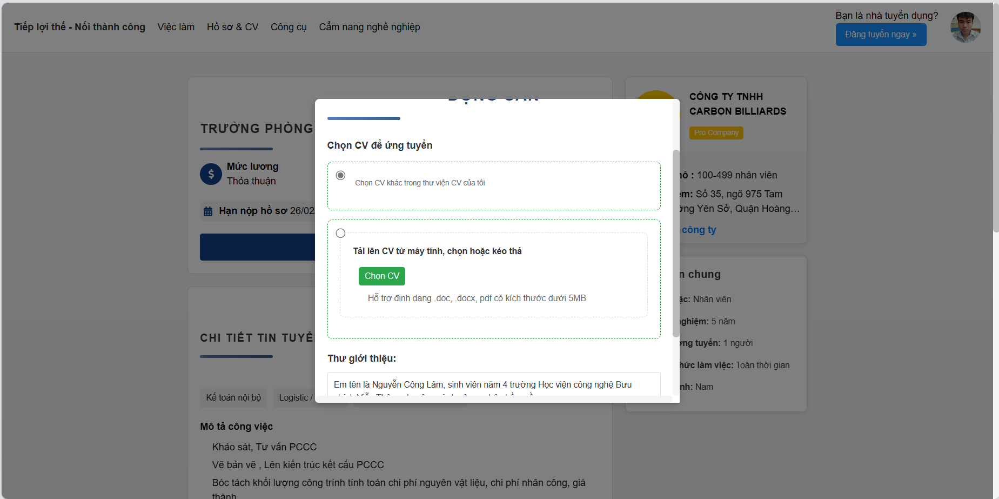 Tiếp lợi thế - Nối thành công
Việc làm
Hồ sơ & CV
Công cụ
Cẩm nang nghề nghiệp
Bạn là nhà tuyển dụng?
Đăng tuyển ngay »
TRƯỞNG PHÒNG
Mức lương
Thỏa thuận
Hạn nộp hồ sơ 26/02
Chọn CV để ứng tuyển
Chọn CV khác trong thư viện CV của tôi
Tải lên CV từ máy tính, chọn hoặc kéo thả
Chọn CV
Hỗ trợ định dạng .doc, .docx, pdf có kích thước dưới 5MB
Thư giới thiệu:
Em tên là Nguyễn Công Lâm, sinh viên năm 4 trường Học viện công nghệ Bưu
CÔNG TY TNHH
CARBON BILLIARDS
Pro Company
ô : 100-499 nhân viên
ểm: Số 35, ngõ 975 Tam
ờng Yên Sở, Quận Hoàng…
công ty
n chung
ậc: Nhân viên
nghiệm: 5 năm
ợng tuyển: 1 người
hức làm việc: Toàn thời gian
nh: Nam
CHI TIẾT TIN TUYỂ
Kế toán nội bộ
Logistic /
Mô tả công việc
Khảo sát, Tư vấn PCCC
Vẽ bản vẽ , Lên kiến trúc kết cấu PCCC
Bóc tách khối lượng công trình tính toán chi phí nguyên vật liệu, chi phí nhân công, giá
thành